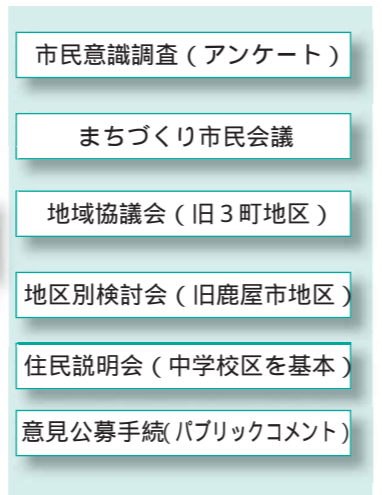 市民意識調査（アンケート）
まちづくり市民会議
地域協議会（旧３町地区）
地区別検討会（旧鹿屋市地区）
住民説明会（中学校区を基本）
意見公募手続(パブリックコメント)